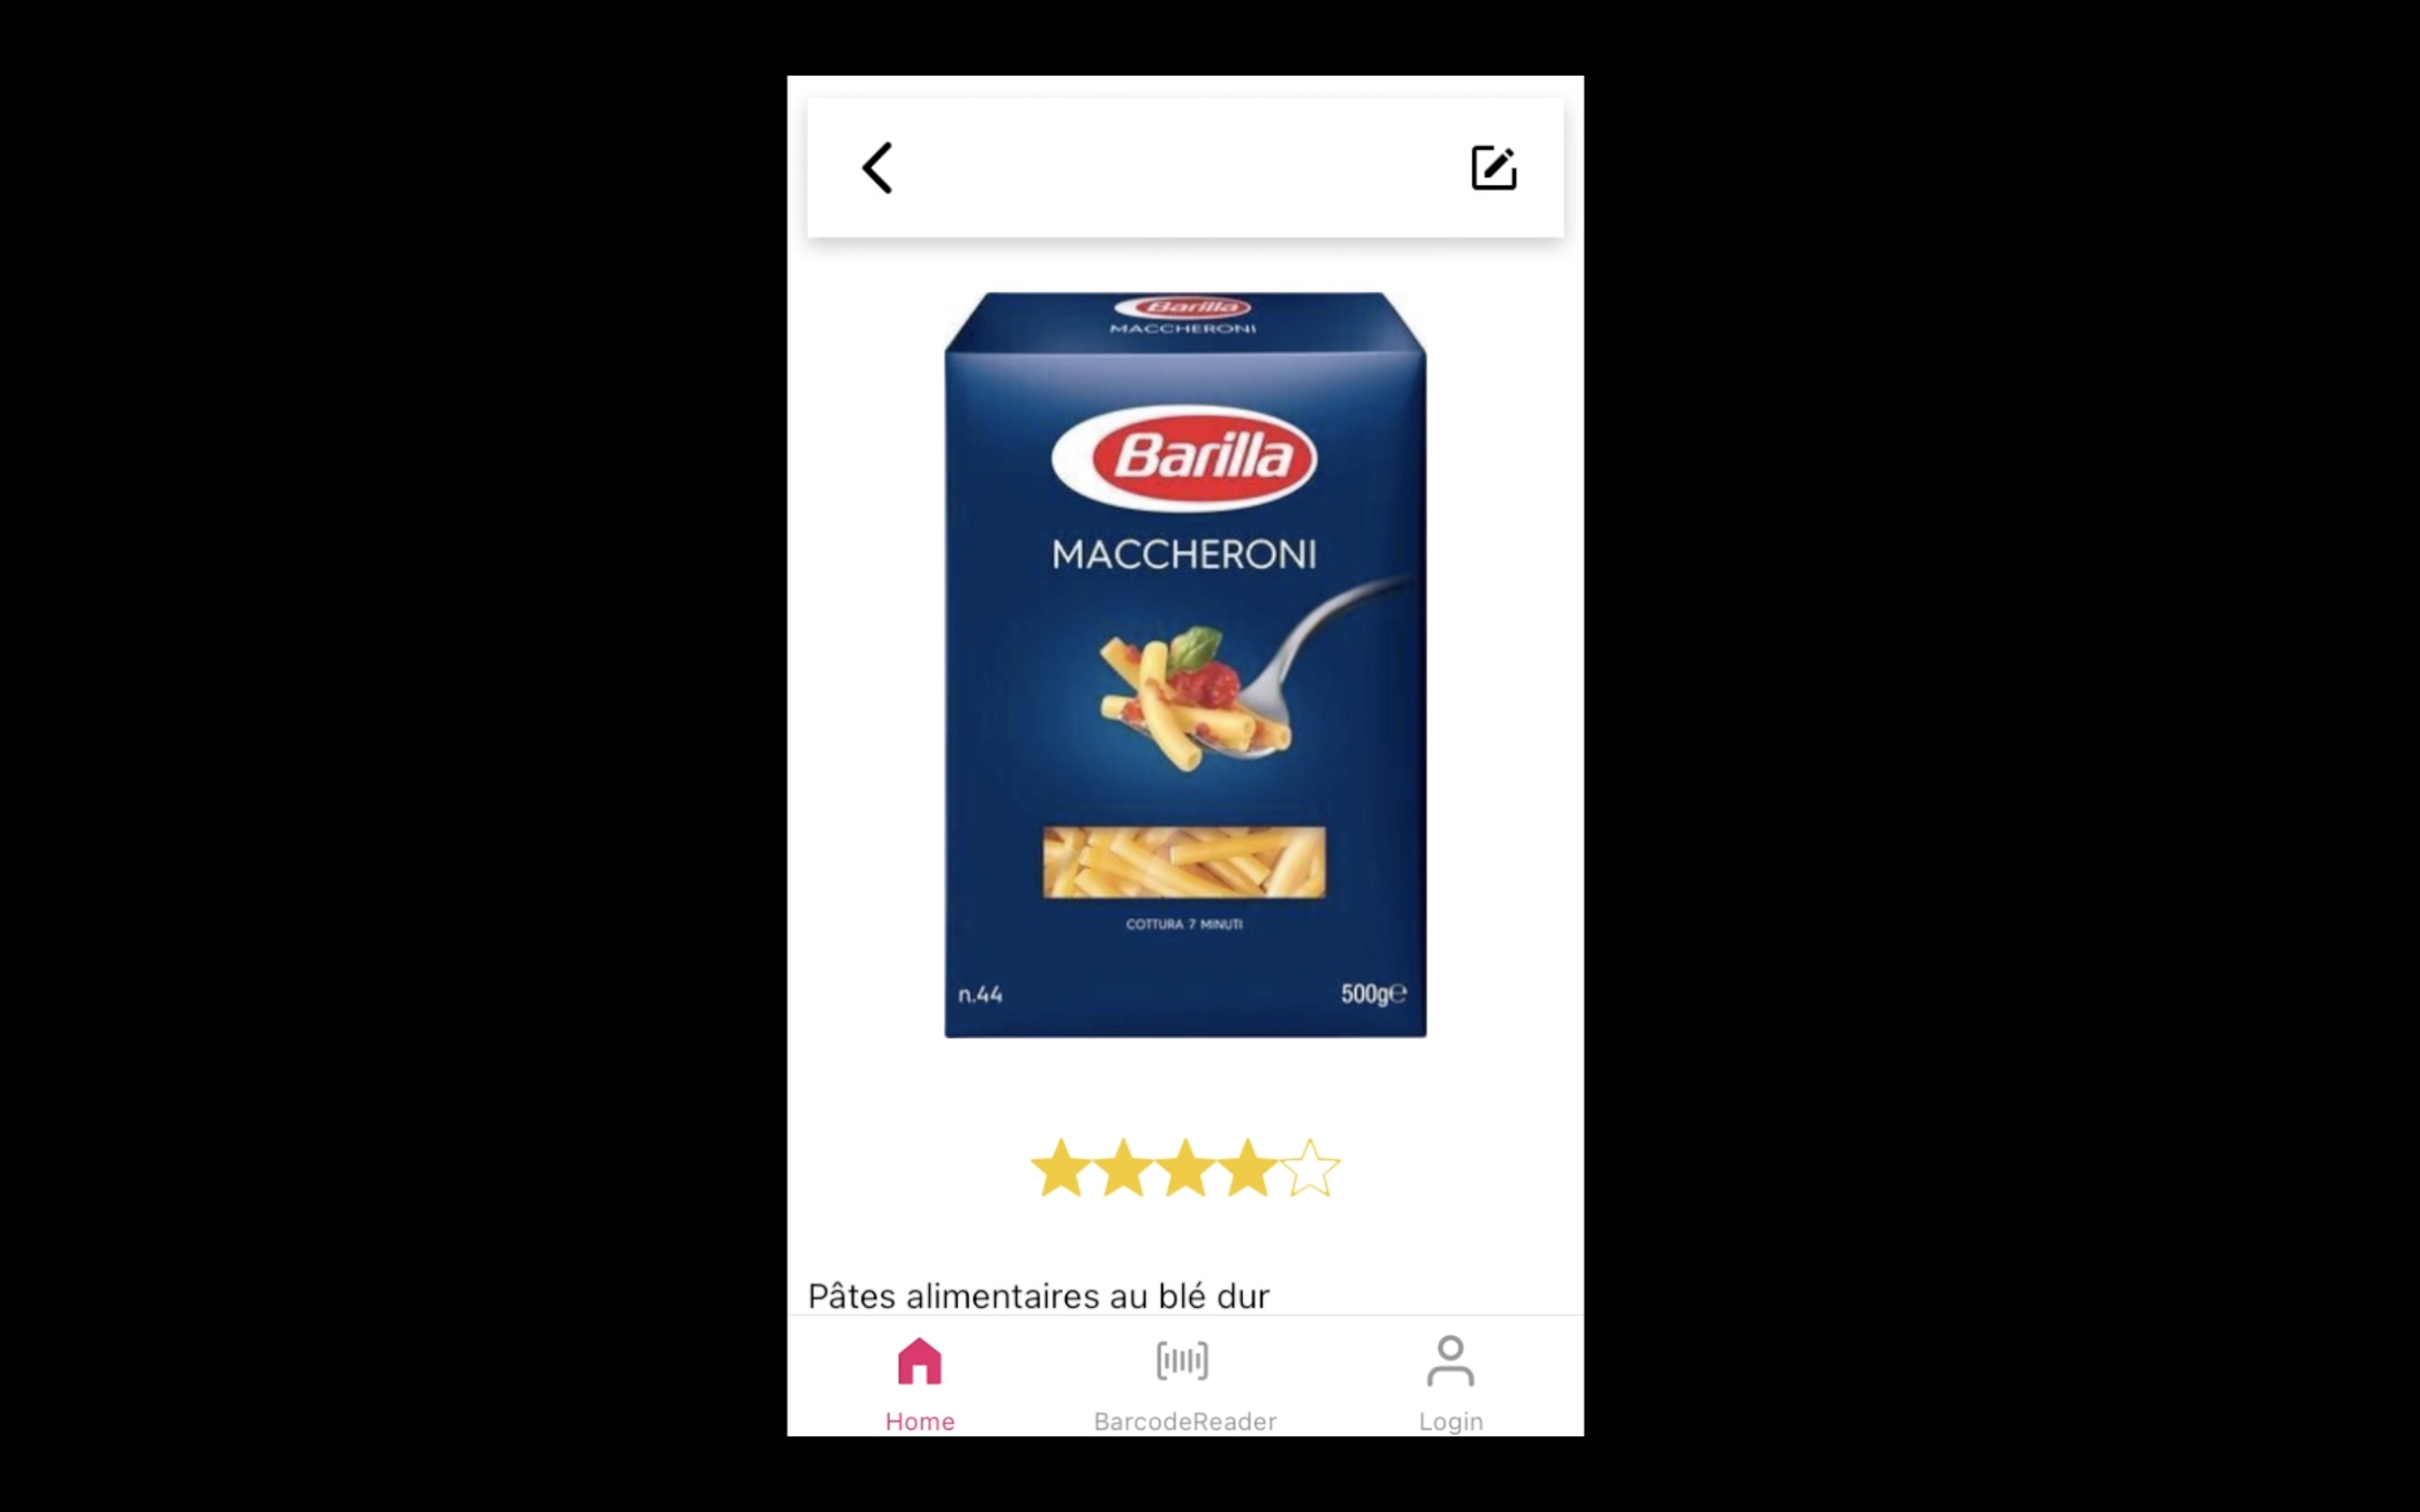 Barilla
MACCHERONI
Barilla
MACCHERONI
COTTURA 7 MINUTI
n.44
500g℮
Pâtes alimentaires au blé dur
Home
BarcodeReader
Login